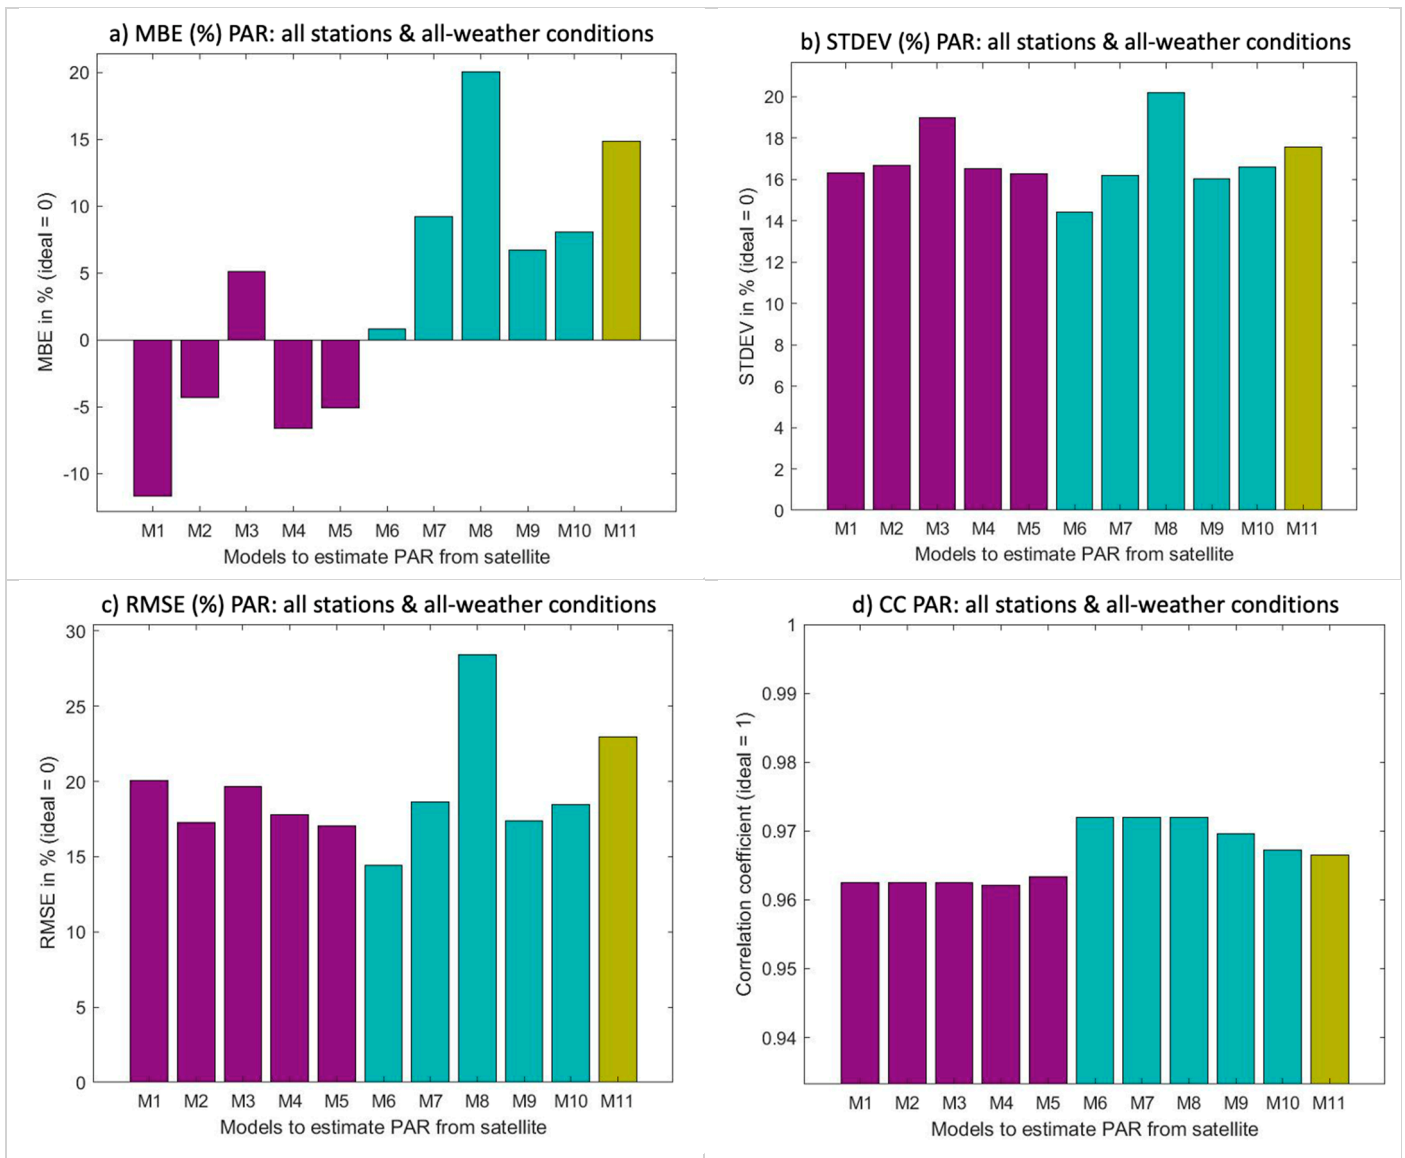 a) MBE (%) PAR: all stations & all-weather conditions
MBE in % (ideal = 0)
20
15
10
5
0
-5
-10
M1 M2 M3 M4 M5 M6 M7 M8 M9 M10 M11
Models to estimate PAR from satellite
b) STDEV (%) PAR: all stations & all-weather conditions
STDEV in % (ideal = 0)
20
18
16
14
12
10
8
6
4
2
0
M1 M2 M3 M4 M5 M6 M7 M8 M9 M10 M11
Models to estimate PAR from satellite
c) RMSE (%) PAR: all stations & all-weather conditions
RMSE in % (ideal = 0)
30
25
20
15
10
5
0
M1 M2 M3 M4 M5 M6 M7 M8 M9 M10 M11
Models to estimate PAR from satellite
d) CC PAR: all stations & all-weather conditions
Correlation coefficient (ideal = 1)
1
0.99
0.98
0.97
0.96
0.95
0.94
M1 M2 M3 M4 M5 M6 M7 M8 M9 M10 M11
Models to estimate PAR from satellite